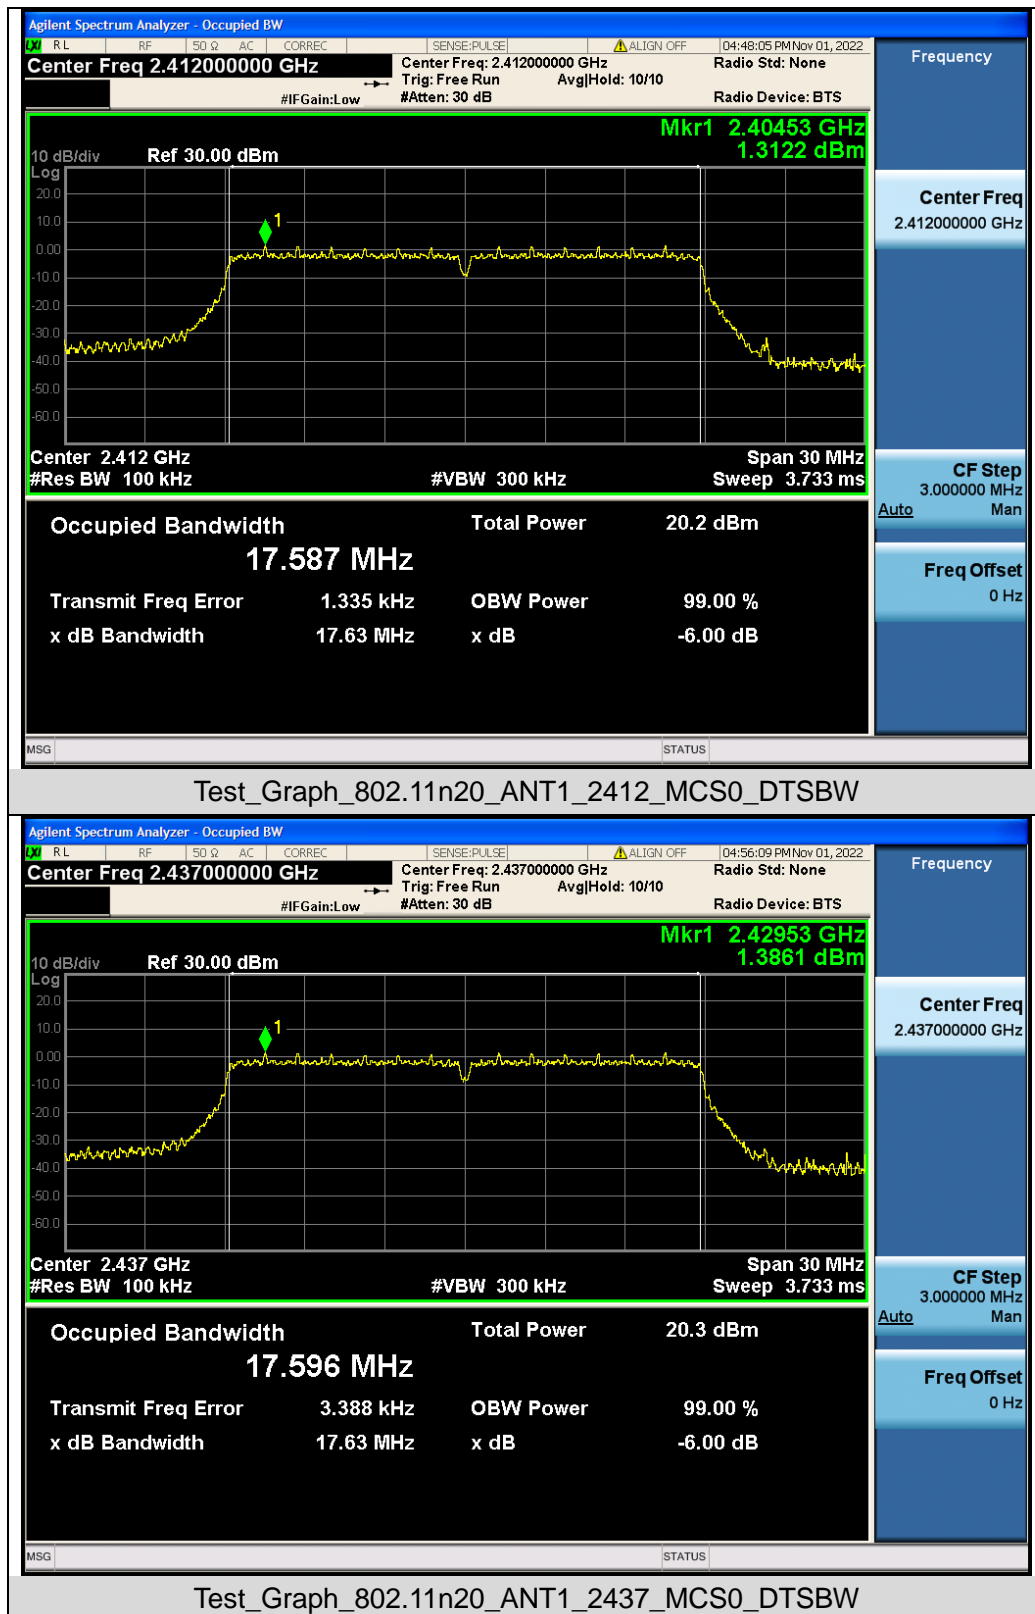 Agilent Spectrum Analyzer - Occupied BW
LXI RL RF 50 Ω AC CORREC SENSE:PULSE ALIGN OFF 04:48:05 PM Nov 01, 2022
Center Freq 2.412000000 GHz
Center Freq: 2.412000000 GHz
Radio Std: None
Trig: Free Run Avg|Hold: 10/10
#IFGain:Low #Atten: 30 dB Radio Device: BTS
Frequency
Mkr1 2.40453 GHz
1.3122 dBm
10 dB/div Ref 30.00 dBm
Log
20.0
10.0
0.00
-10.0
-20.0
-30.0
-40.0
-50.0
-60.0
1
Center 2.412 GHz Span 30 MHz
#Res BW 100 kHz #VBW 300 kHz Sweep 3.733 ms
Center Freq
2.412000000 GHz
CF Step
3.000000 MHz
Auto Man
Freq Offset
0 Hz
Occupied Bandwidth Total Power 20.2 dBm
17.587 MHz
Transmit Freq Error 1.335 kHz OBW Power 99.00 %
x dB Bandwidth 17.63 MHz x dB -6.00 dB
MSG STATUS
Test_Graph_802.11n20_ANT1_2412_MCS0_DTSBW
Agilent Spectrum Analyzer - Occupied BW
LXI RL RF 50 Ω AC CORREC SENSE:PULSE ALIGN OFF 04:56:09 PM Nov 01, 2022
Center Freq 2.437000000 GHz
Center Freq: 2.437000000 GHz
Radio Std: None
Trig: Free Run Avg|Hold: 10/10
#IFGain:Low #Atten: 30 dB Radio Device: BTS
Frequency
Mkr1 2.42953 GHz
1.3861 dBm
10 dB/div Ref 30.00 dBm
Log
20.0
10.0
0.00
-10.0
-20.0
-30.0
-40.0
-50.0
-60.0
1
Center 2.437 GHz Span 30 MHz
#Res BW 100 kHz #VBW 300 kHz Sweep 3.733 ms
Center Freq
2.437000000 GHz
CF Step
3.000000 MHz
Auto Man
Freq Offset
0 Hz
Occupied Bandwidth Total Power 20.3 dBm
17.596 MHz
Transmit Freq Error 3.388 kHz OBW Power 99.00 %
x dB Bandwidth 17.63 MHz x dB -6.00 dB
MSG STATUS
Test_Graph_802.11n20_ANT1_2437_MCS0_DTSBW